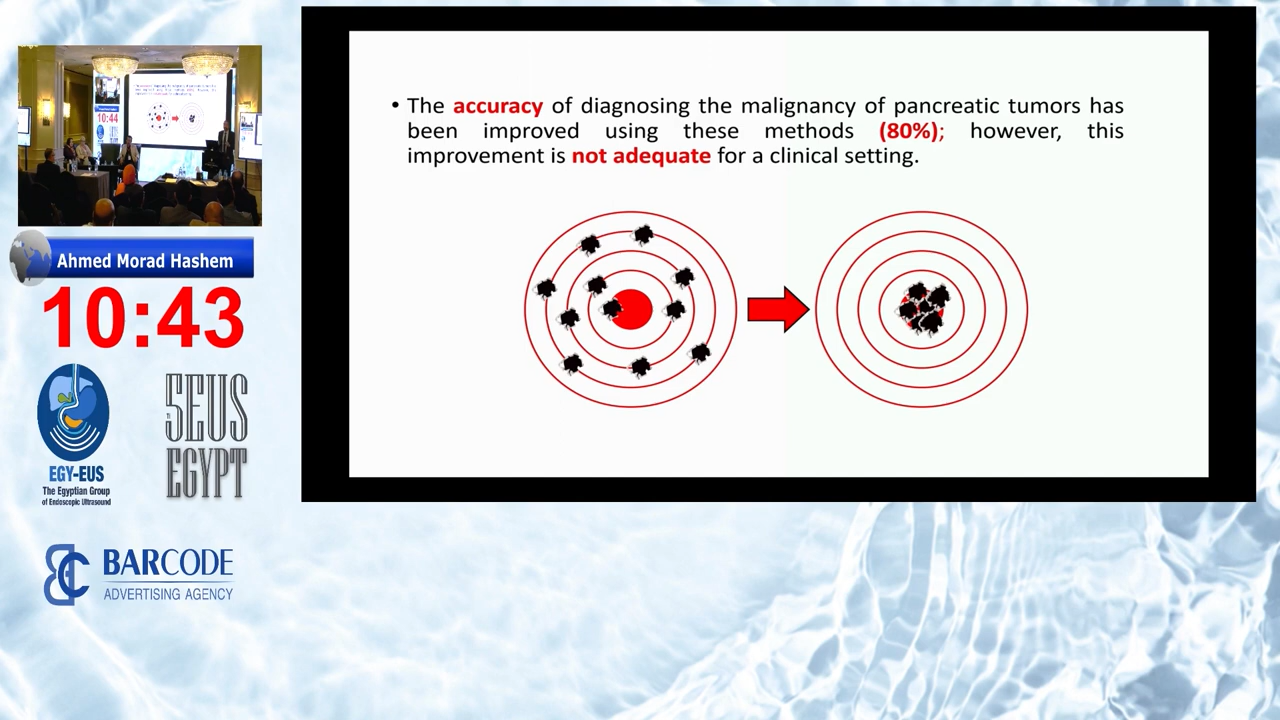 Ahmed Morad Hashem
10:43
EGY-EUS
The Egyptian Group
of Endoscopic Ultrasound
5EUS
EGYPT
BARCODE
ADVERTISING AGENCY
• The accuracy of diagnosing the malignancy of pancreatic tumors has
been improved using these methods (80%); however, this
improvement is not adequate for a clinical setting.
10:44